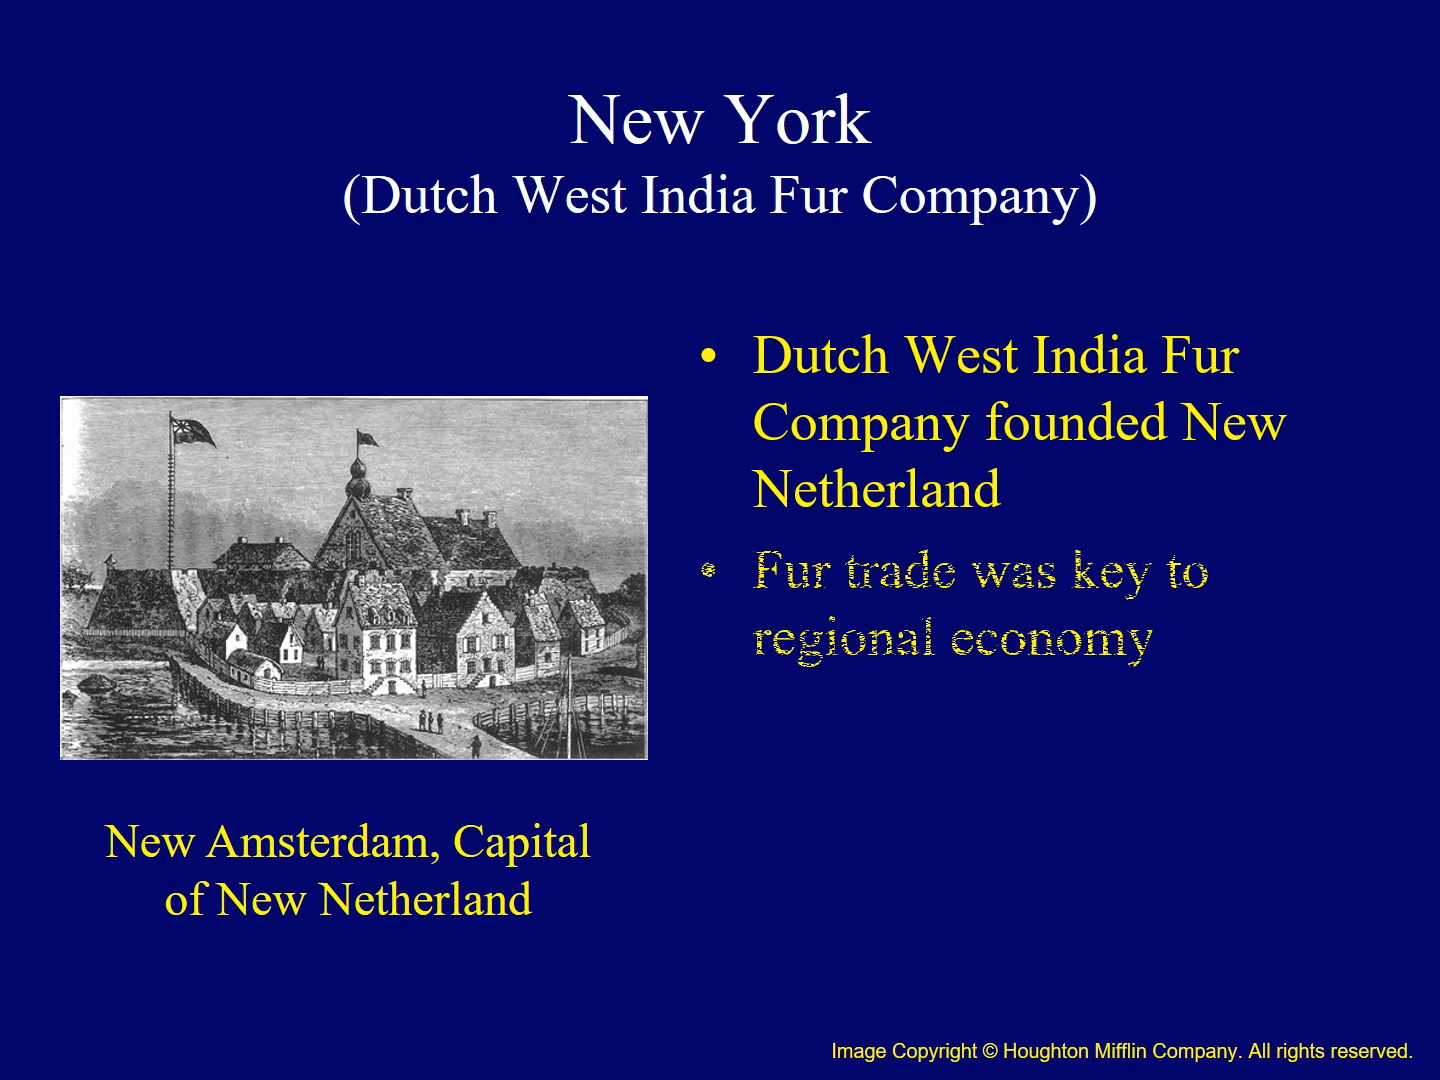 New York
(Dutch West India Fur Company)
• Dutch West India Fur
Company founded New
Netherland
• Fur trade was key to
regional economy
New Amsterdam, Capital
of New Netherland
Image Copyright © Houghton Mifflin Company. All rights reserved.